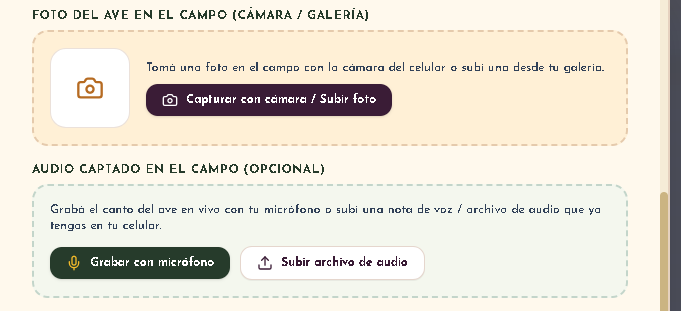 FOTO DEL AVE EN EL CAMPO (CÁMARA / GALERÍA)
Tomá una foto en el campo con la cámara del celular o subí una desde tu galería.
Capturar con cámara / Subir foto
AUDIO CAPTADO EN EL CAMPO (OPCIONAL)
Grabá el canto del ave en vivo con tu micrófono o subí una nota de voz / archivo de audio que ya
tengas en tu celular.
Grabar con micrófono
Subir archivo de audio